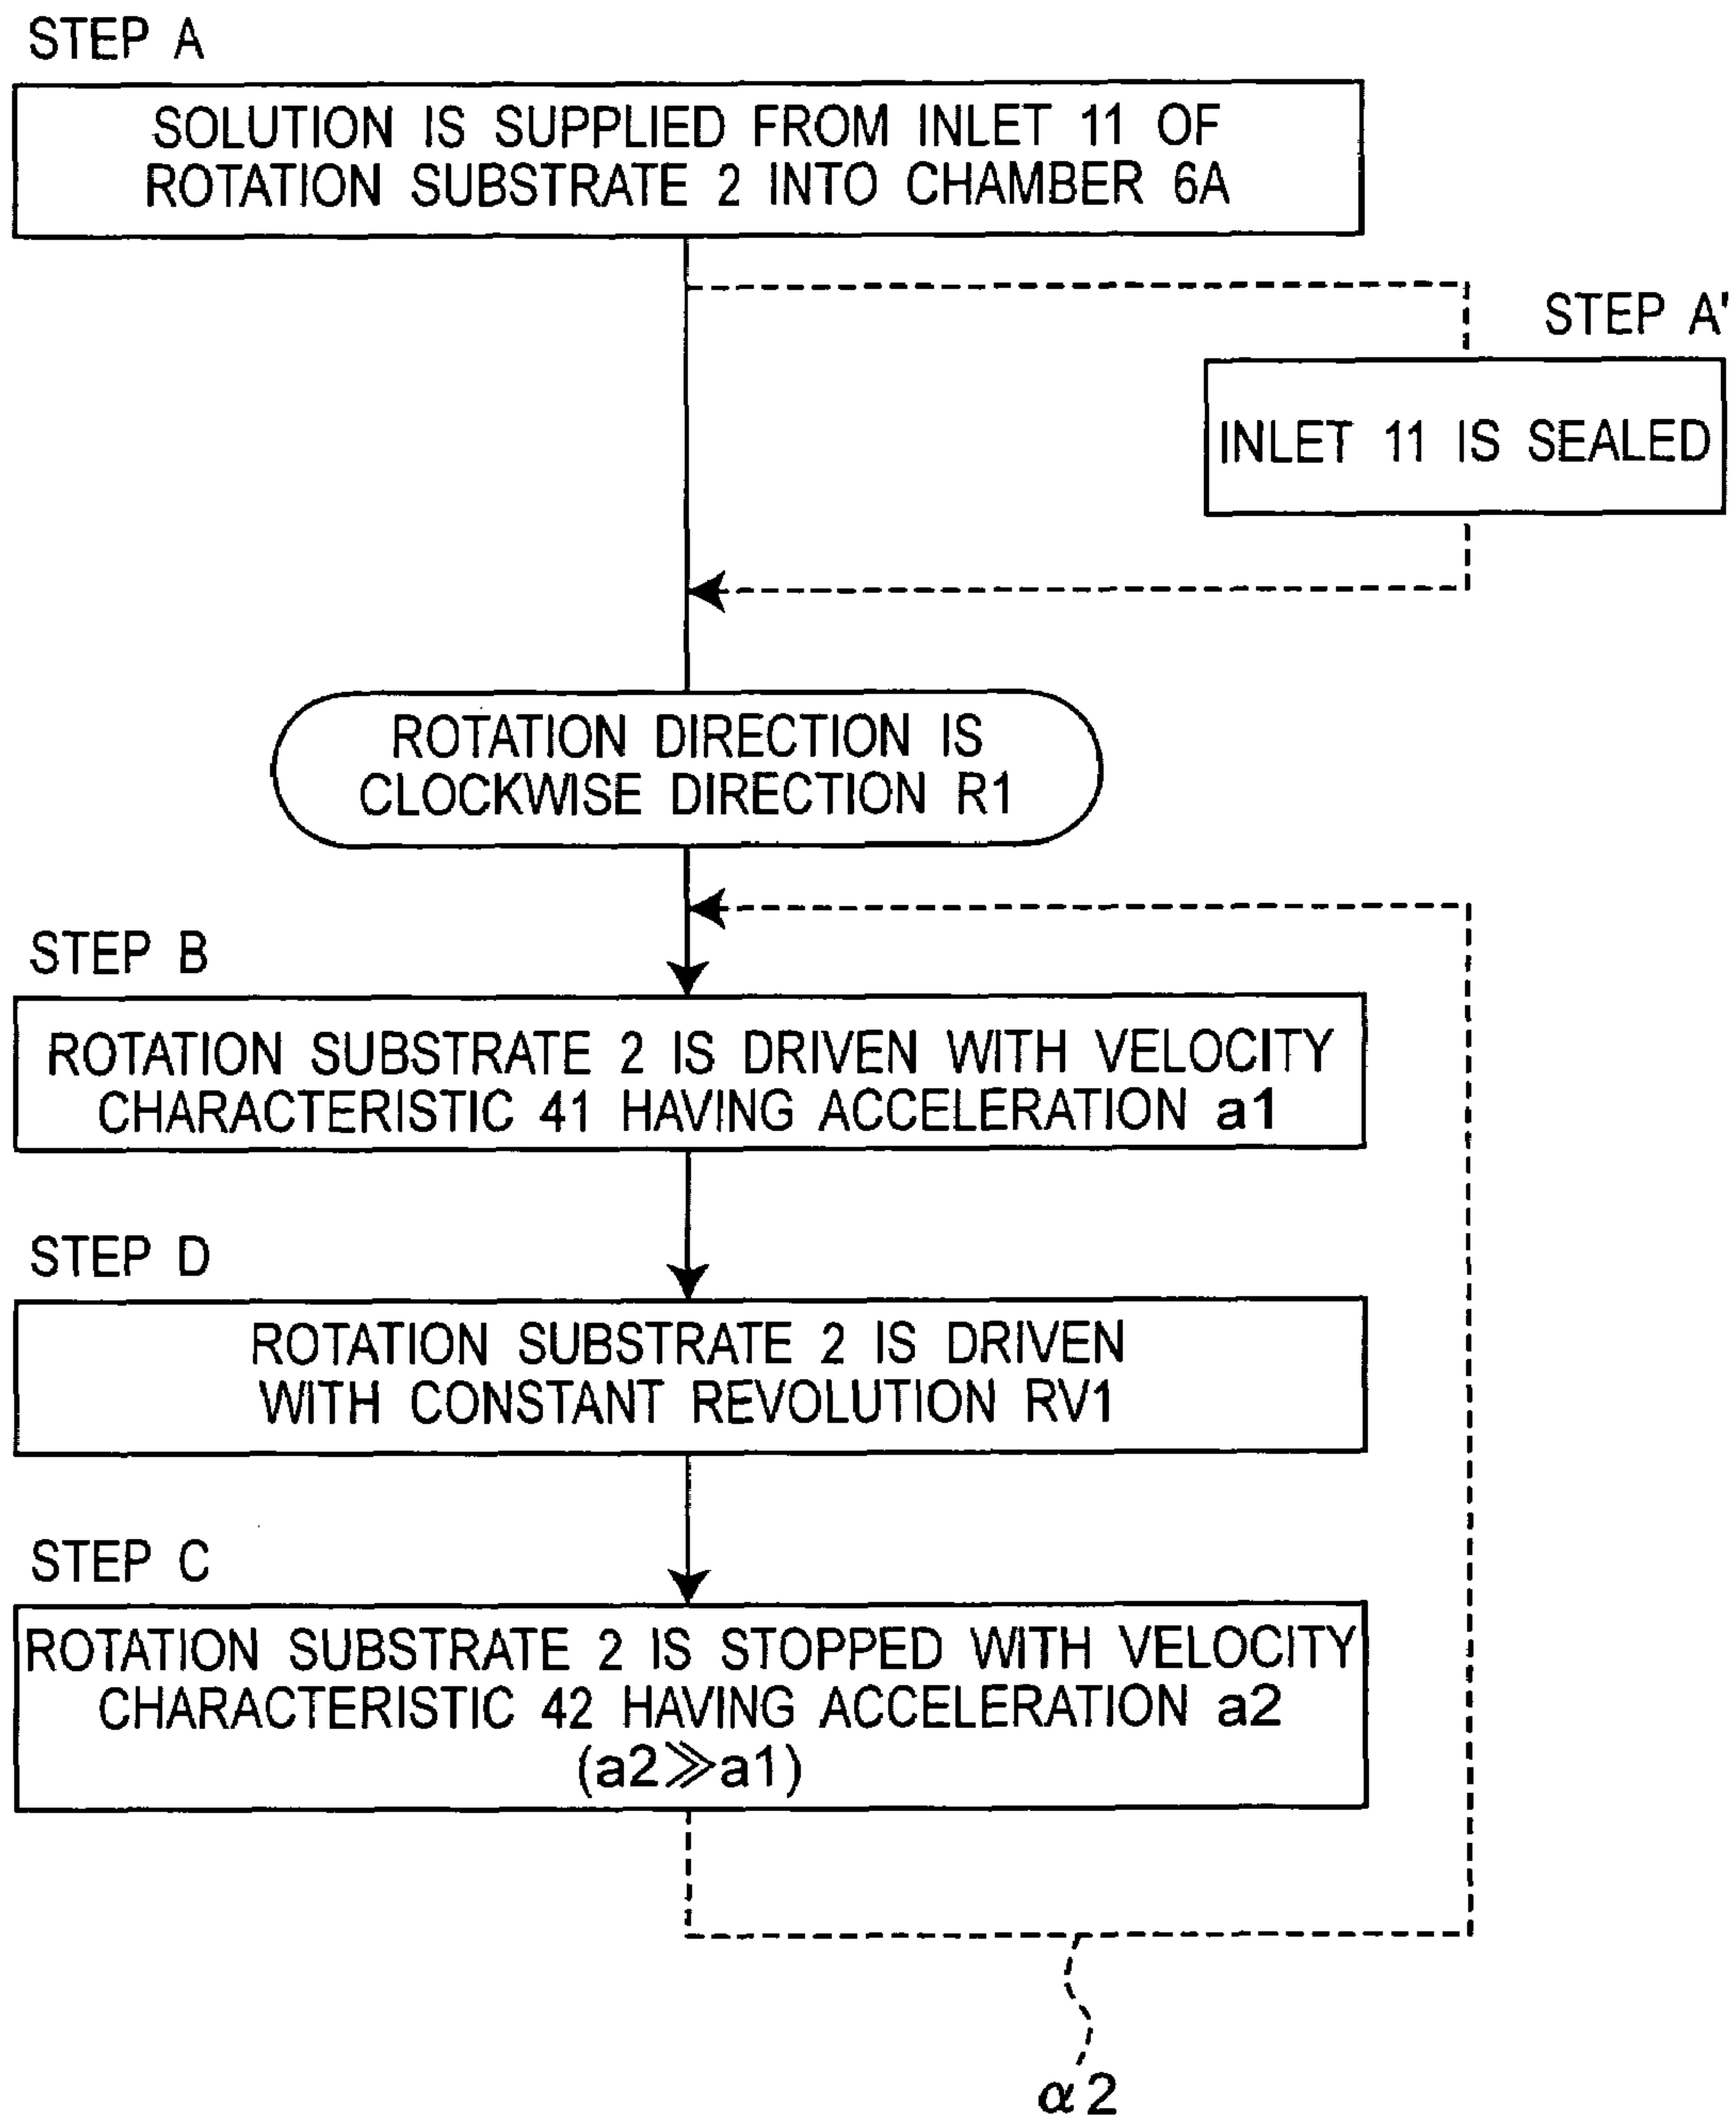 STEP A
SOLUTION IS SUPPLIED FROM INLET 11 OF
ROTATION SUBSTRATE 2 INTO CHAMBER 6A
STEP A'
INLET 11 IS SEALED
ROTATION DIRECTION IS
CLOCKWISE DIRECTION R1
STEP B
ROTATION SUBSTRATE 2 IS DRIVEN WITH VELOCITY
CHARACTERISTIC 41 HAVING ACCELERATION a1
STEP D
ROTATION SUBSTRATE 2 IS DRIVEN
WITH CONSTANT REVOLUTION RV1
STEP C
ROTATION SUBSTRATE 2 IS STOPPED WITH VELOCITY
CHARACTERISTIC 42 HAVING ACCELERATION a2
(a2≫a1)
α2